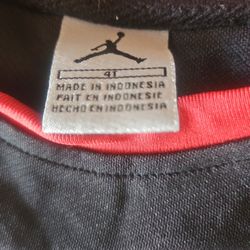 4T
MADE IN INDONESIA
FAIT EN INDONESIE
HECHO EN INDONESIA